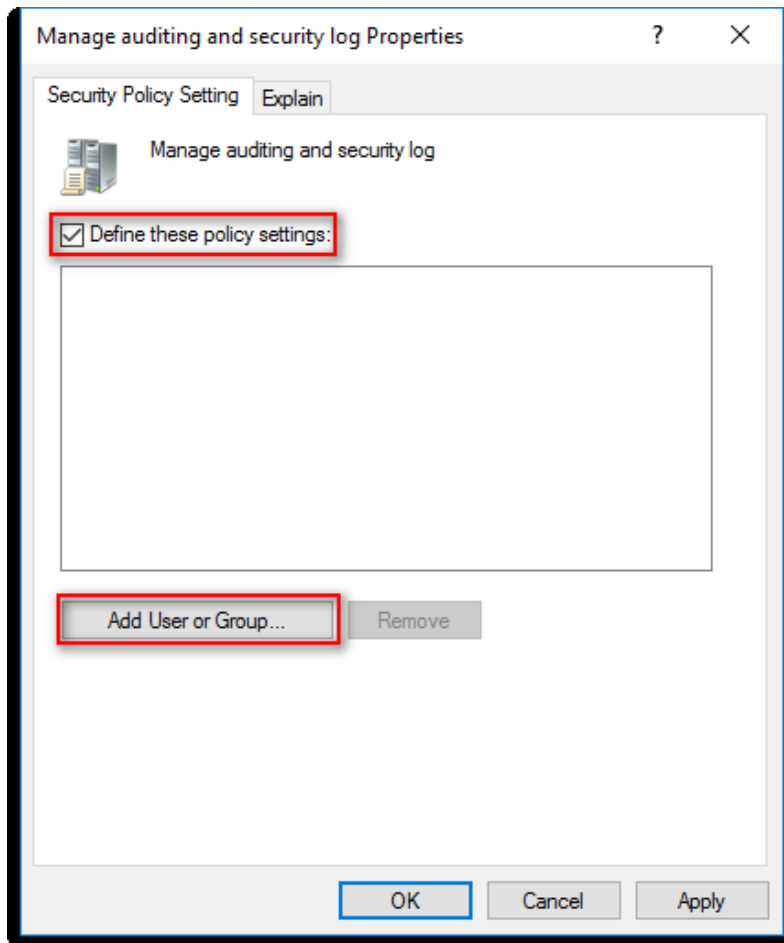 Manage auditing and security log Properties
?
Security Policy Setting
Explain
Manage auditing and security log
Define these policy settings:
Add User or Group...
Remove
OK
Cancel
Apply